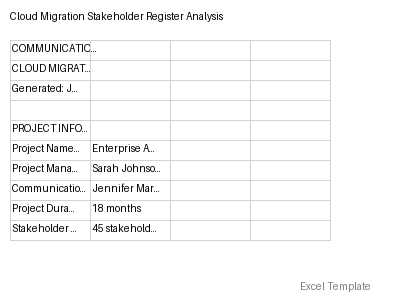 Cloud Migration Stakeholder Register Analysis
COMMUNICATIC...
CLOUD MIGRAT...
Generated: J...
PROJECT INFO...
Project Name... Enterprise A...
Project Mana... Sarah Johnso...
Communicatio... Jennifer Mar...
Project Dura... 18 months
Stakeholder ... 45 stakehold...
Excel Template